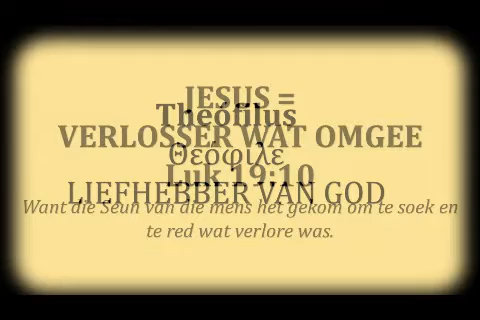 JESUS =
Theófilus
VERLOSSER WAT OMGEE
Θεόφιλε
Luk 19:10
LIEFHEBBER VAN GOD
Want die Seun van die mens het gekom om te soek en
te red wat verlore was.